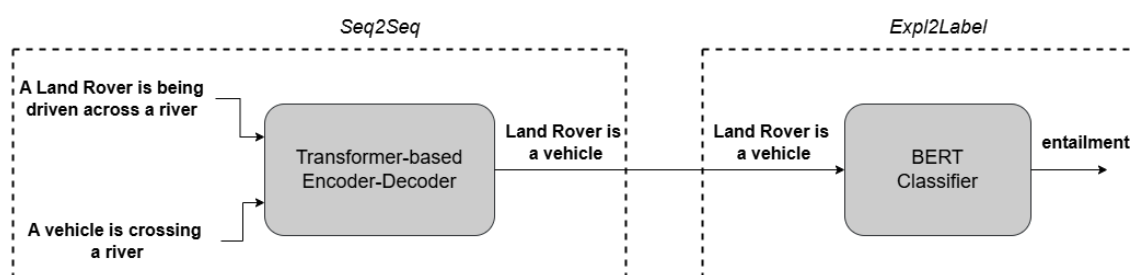 Seq2Seq
Expl2Label
A Land Rover is being
driven across a river
A vehicle is crossing
a river
Transformer-based
Encoder-Decoder
Land Rover is
a vehicle
Land Rover is
a vehicle
BERT
Classifier
entailment